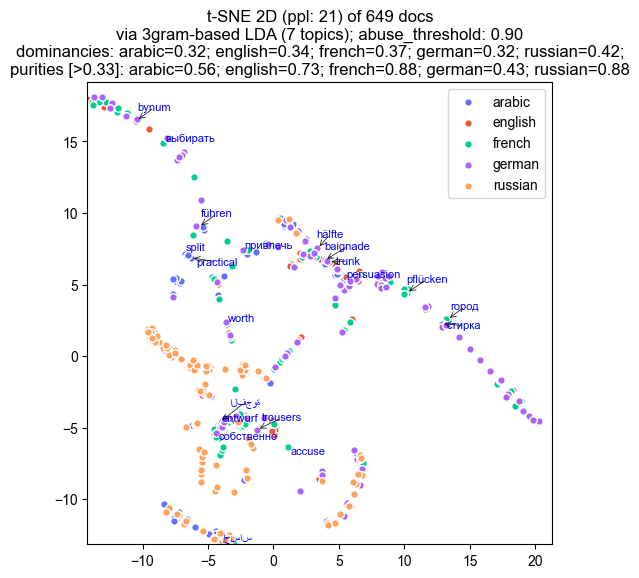 t-SNE 2D (ppl: 21) of 649 docs
via 3gram-based LDA (7 topics); abuse_threshold: 0.90
dominancies: arabic=0.32; english=0.34; french=0.37; german=0.32; russian=0.42;
purities [>0.33]: arabic=0.56; english=0.73; french=0.88; german=0.43; russian=0.88
arabic
english
french
german
russian
bynum
выбирать
führen
split
practical
привлечь
hälfte
baignade
trunk
persuasion
pflücken
город
стирка
worth
entwurf
trousers
собственно
accuse
15
10
5
0
−5
−10
−10
−5
0
5
10
15
20